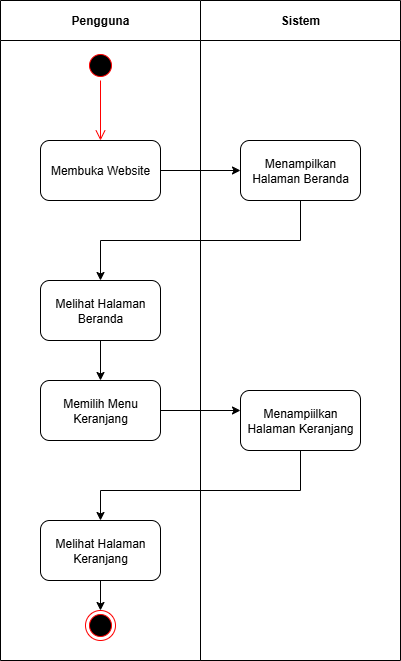 Pengguna
Sistem
Membuka Website
Menampilkan
Halaman Beranda
Melihat Halaman
Beranda
Memilih Menu
Keranjang
Menampiilkan
Halaman Keranjang
Melihat Halaman
Keranjang